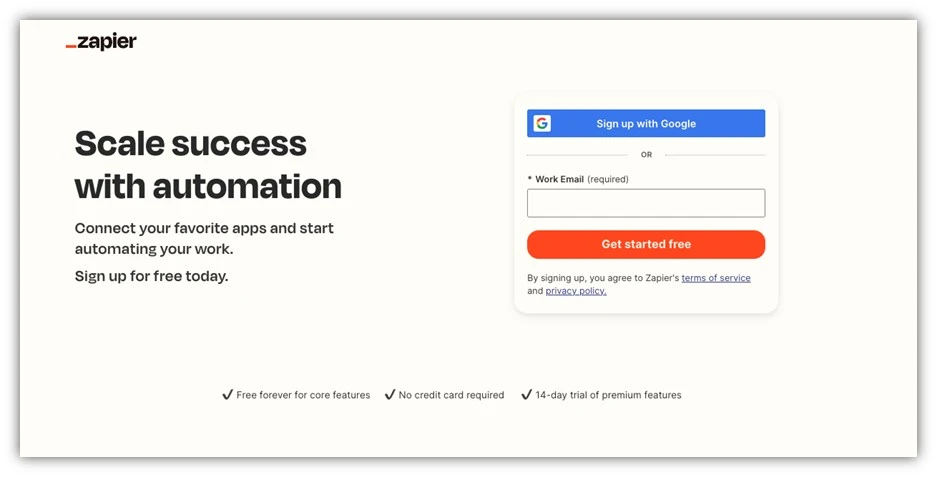 _zapier
Scale success
with automation
Connect your favorite apps and start
automating your work.
Sign up for free today.
G
Sign up with Google
OR
* Work Email (required)
Get started free
By signing up, you agree to Zapier's terms of service
and privacy policy.
✓ Free forever for core features
✓ No credit card required
✓ 14-day trial of premium features